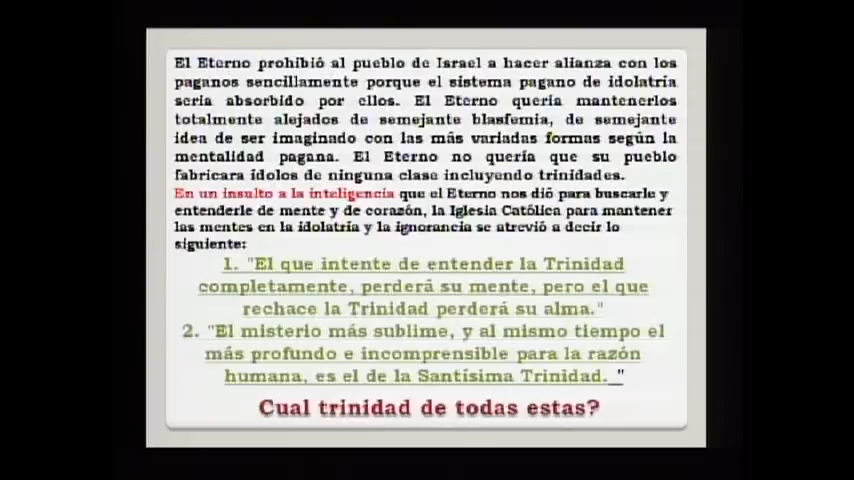 El Eterno prohibió al pueblo de Israel a hacer alianza con los
paganos sencillamente porque el sistema pagano de idolatria
seria absorbido por ellos. El Eterno queria mantenerlos
totalmente alejados de semejante blasfemia, de semejante
idea de ser imaginado con las más variadas formas según la
mentalidad pagana. El Eterno no quería que su pueblo
fabricara ídolos de ninguna clase incluyendo trinidades.
En un insulto a la inteligencia que el Eterno nos dió para buscarle y
entenderle de mente y de corazón, la Iglesia Católica para mantener
las mentes en la idolatría y la ignorancia se atrevió a decir lo
siguiente:
1. "El que intente de entender la Trinidad
completamente, perderá su mente, pero el que
rechace la Trinidad perderá su alma."
2. "El misterio más sublime, y al mismo tiempo el
más profundo e incomprensible para la razón
humana, es el de la Santísima Trinidad. "
Cual trinidad de todas estas?